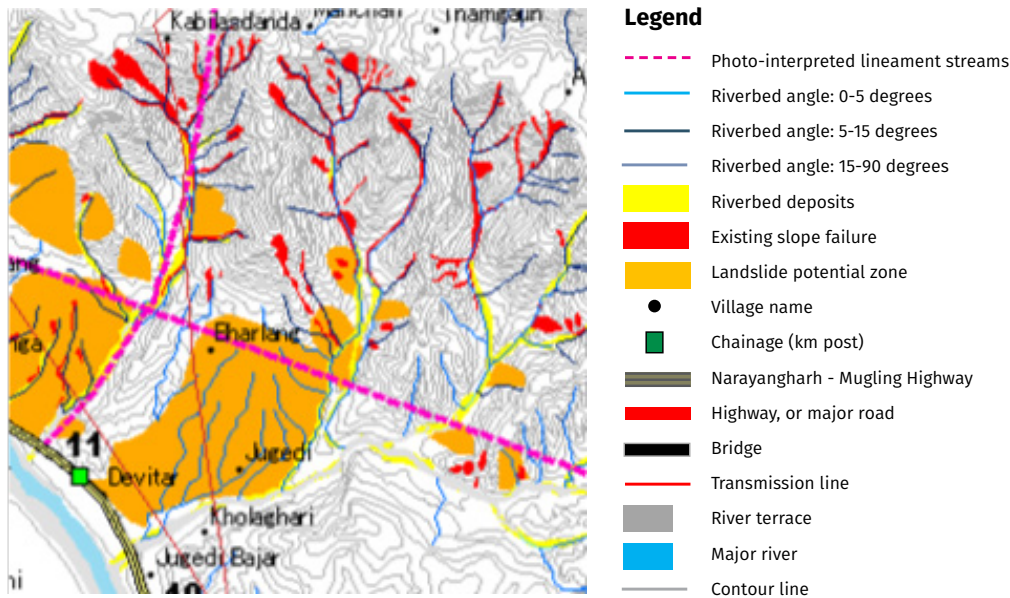 Kabilasdanda
Bharlang
11
Jugedi
Devitar
Kholaghari
Jugedi Bajar
Legend
Photo-interpreted lineament streams
Riverbed angle: 0-5 degrees
Riverbed angle: 5-15 degrees
Riverbed angle: 15-90 degrees
Riverbed deposits
Existing slope failure
Landslide potential zone
Village name
Chainage (km post)
Narayangharh - Mugling Highway
Highway, or major road
Bridge
Transmission line
River terrace
Major river
Contour line